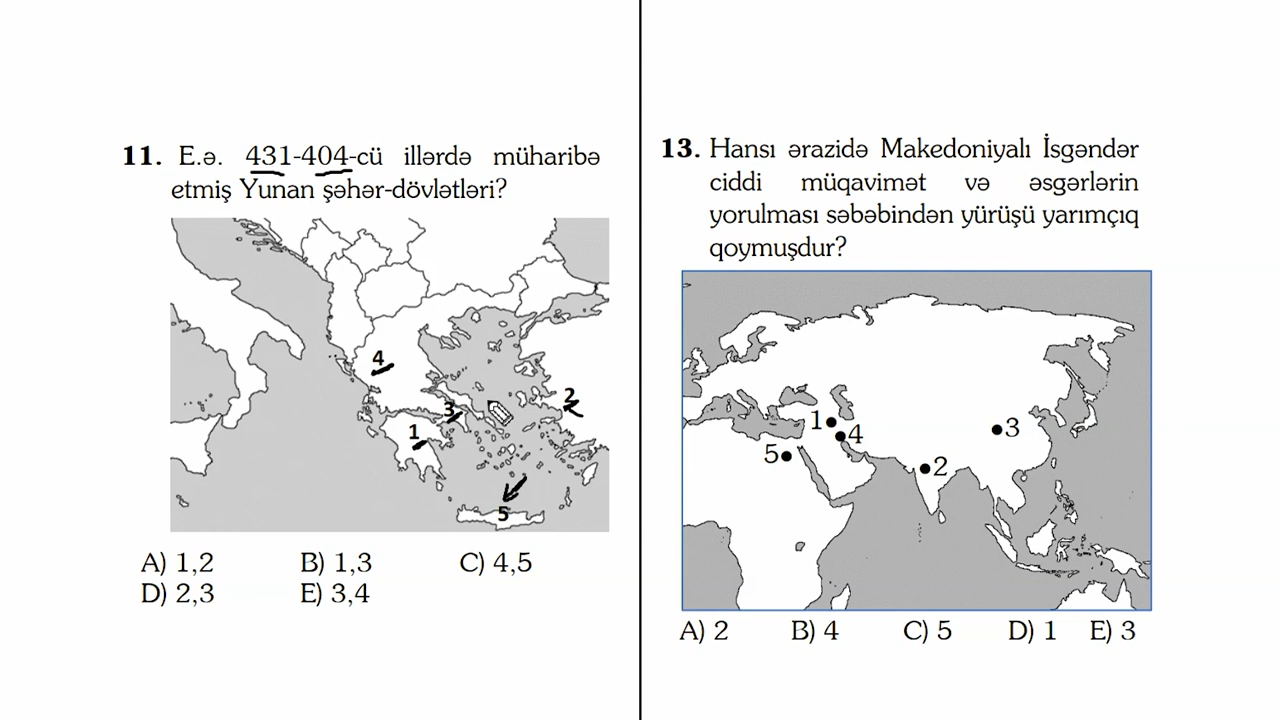 11. E.ə. 431-404-cü illərdə müharibə
etmiş Yunan şəhər-dövlətləri?
4
2
3
1
5
A) 1,2 B) 1,3 C) 4,5
D) 2,3 E) 3,4
13. Hansı ərazidə Makedoniyalı İsgəndər
ciddi müqavimət və əsgərlərin
yorulması səbəbindən yürüşü yarımçıq
qoymuşdur?
1
4
3
5
2
A) 2 B) 4 C) 5 D) 1 E) 3